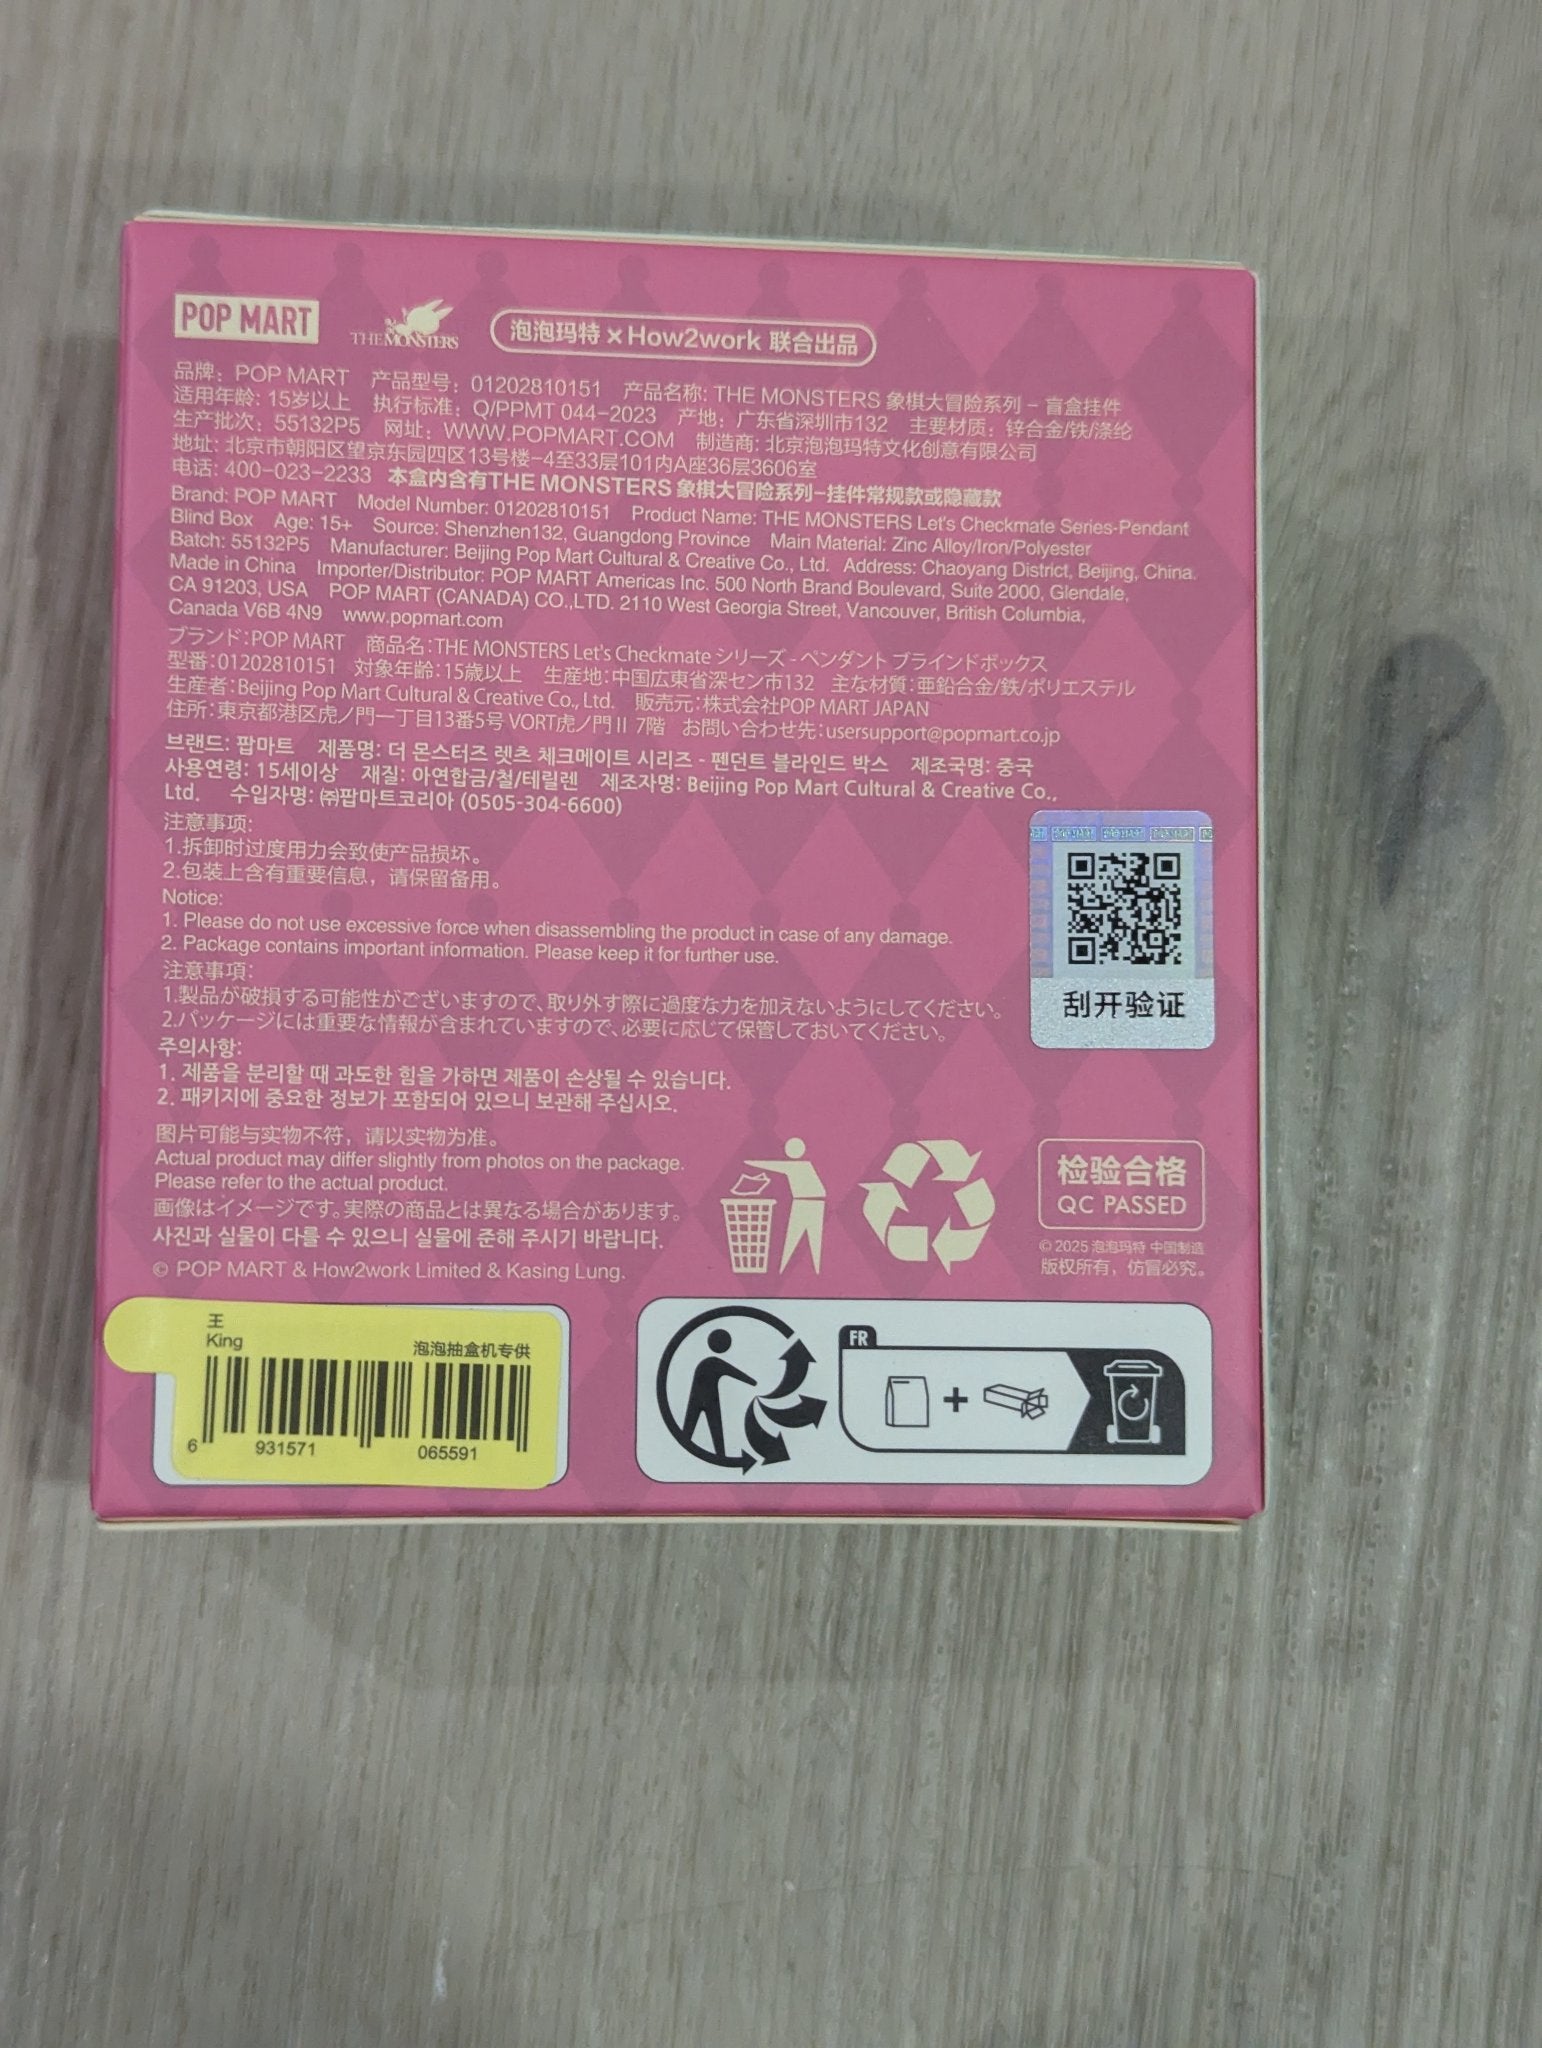 POP MART
THE MONSTERS
泡泡玛特×How2work 联合出品
品牌：POP MART 产品型号：01202810151 产品名称: THE MONSTERS 象棋大冒险系列 - 盲盒挂件
适用年龄: 15岁以上 执行标准：Q/PPMT 044-2023 产地：广东省深圳市132 主要材质：锌合金/铁/涤纶
生产批次：55132P5 网址：WWW.POPMART.COM 制造商: 北京泡泡玛特文化创意有限公司
地址: 北京市朝阳区望京东园四区13号楼-4至33层101内A座36层3606室
电话: 400-023-2233 本盒内含有THE MONSTERS 象棋大冒险系列-挂件常规款或隐藏款
Brand: POP MART Model Number: 01202810151 Product Name: THE MONSTERS Let's Checkmate Series-Pendant
Blind Box Age: 15+ Source: Shenzhen132, Guangdong Province Main Material: Zinc Alloy/Iron/Polyester
Batch: 55132P5 Manufacturer: Beijing Pop Mart Cultural & Creative Co., Ltd. Address: Chaoyang District, Beijing, China.
Made in China Importer/Distributor: POP MART Americas Inc. 500 North Brand Boulevard, Suite 2000, Glendale,
CA 91203, USA POP MART (CANADA) CO.,LTD. 2110 West Georgia Street, Vancouver, British Columbia,
Canada V6B 4N9 www.popmart.com
ブランド：POP MART 商品名：THE MONSTERS Let's Checkmate シリーズ - ペンダント ブラインドボックス
型番：01202810151 対象年齢：15歳以上 生産地：中国広東省深セン市132 主な材質：亜鉛合金/鉄/ポリエステル
生産者：Beijing Pop Mart Cultural & Creative Co., Ltd. 販売元：株式会社POP MART JAPAN
住所：東京都港区虎ノ門一丁目13番5号 VORT虎ノ門II 7階 お問い合わせ先：usersupport@popmart.co.jp
브랜드: 팝마트 제품명: 더 몬스터즈 렛츠 체크메이트 시리즈 - 펜던트 블라인드 박스 제조국명: 중국
사용연령: 15세이상 재질: 아연합금/철/테릴렌 제조자명: Beijing Pop Mart Cultural & Creative Co.,
Ltd. 수입자명: ㈜팝마트코리아 (0505-304-6600)
注意事项:
1.拆卸时过度用力会致使产品损坏。
2.包装上含有重要信息，请保留备用。
Notice:
1. Please do not use excessive force when disassembling the product in case of any damage.
2. Package contains important information. Please keep it for further use.
注意事項:
1.製品が破損する可能性がございますので、取り外す際に過度な力を加えないようにしてください。
2.パッケージには重要な情報が含まれていますので、必要に応じて保管しておいてください。
주의사항:
1. 제품을 분리할 때 과도한 힘을 가하면 제품이 손상될 수 있습니다.
2. 패키지에 중요한 정보가 포함되어 있으니 보관해 주십시오.
刮开验证
图片可能与实物不符，请以实物为准。
Actual product may differ slightly from photos on the package.
Please refer to the actual product.
画像はイメージです。実際の商品とは異なる場合があります。
사진과 실물이 다를 수 있으니 실물에 준해 주시기 바랍니다.
© POP MART & How2work Limited & Kasing Lung.
检验合格
QC PASSED
© 2025 泡泡玛特 中国制造
版权所有，仿冒必究。
王
King
泡泡抽盒机专供
6 931571 065591
FR